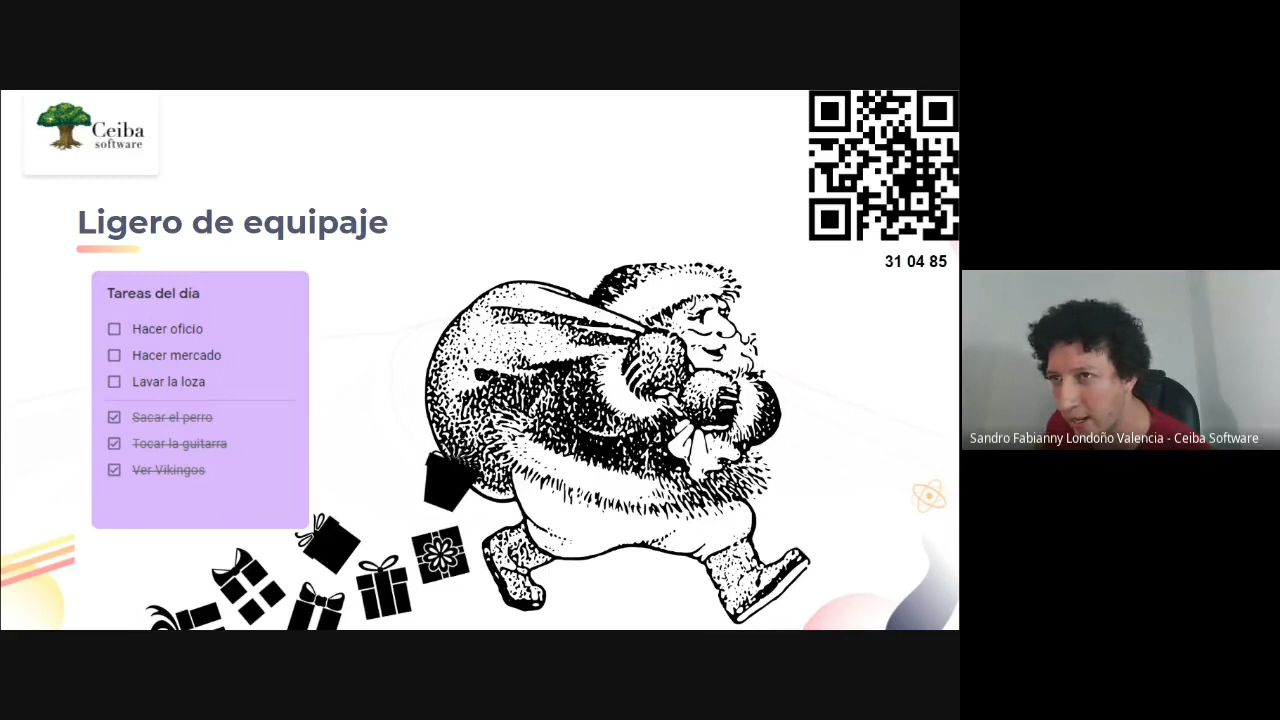 Ceiba
software
Ligero de equipaje
31 04 85
Tareas del día
Hacer oficio
Hacer mercado
Lavar la loza
Sacar el perro
Tocar la guitarra
Ver Vikingos
Sandro Fabianny Londoño Valencia - Ceiba Software